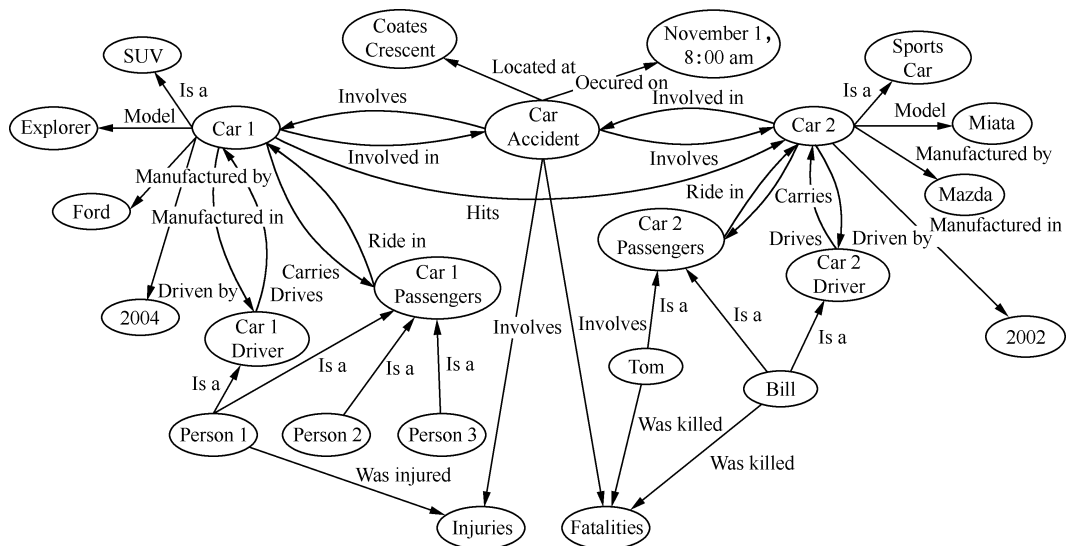 Coates
Crescent
November 1,
8:00 am
SUV
Sports
Car
Located at
Oecured on
Is a
Is a
Explorer
Model
Car 1
Involves
Car
Accident
Involved in
Car 2
Model
Miata
Involved in
Involves
Manufactured by
Manufactured by
Ride in
Carries
Mazda
Ford
Hits
Manufactured in
Car 2
Passengers
Manufactured in
Ride in
Drives
Driven by
Car 1
Passengers
Carries
Drives
Driven by
Car 2
Driver
2004
Car 1
Driver
Involves
Involves
Is a
Is a
Is a
2002
Is a
Is a
Is a
Is a
Tom
Bill
Person 1
Person 2
Person 3
Was killed
Was killed
Was injured
Injuries
Fatalities